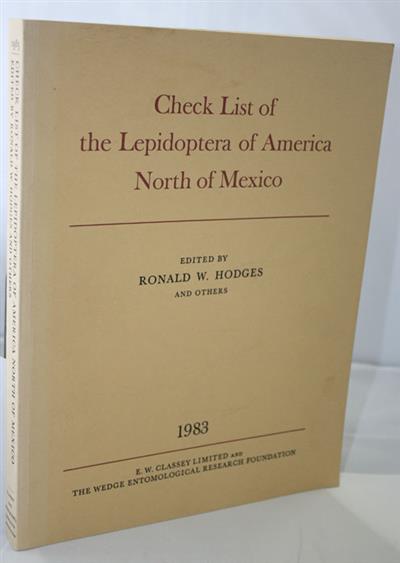 Check List of
the Lepidoptera of America
North of Mexico
EDITED BY
RONALD W. HODGES
AND OTHERS
1983
E. W. CLASSEY LIMITED AND
THE WEDGE ENTOMOLOGICAL RESEARCH FOUNDATION
CHECK LIST OF THE LEPIDOPTERA OF AMERICA NORTH OF MEXICO
EDITED BY RONALD W. HODGES AND OTHERS